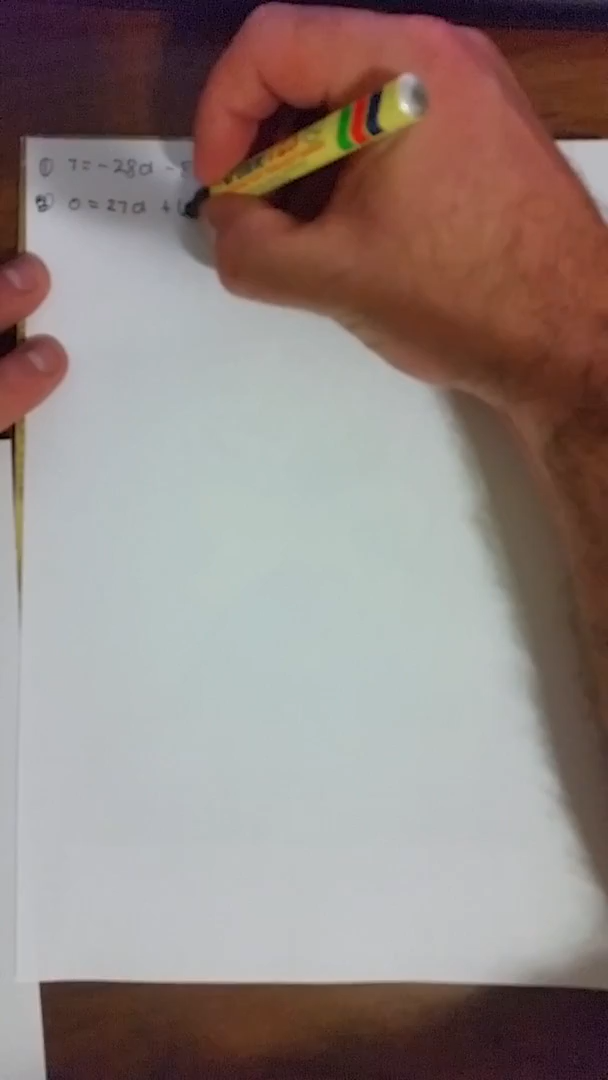 ① 7=-28a -
② 0=27a +